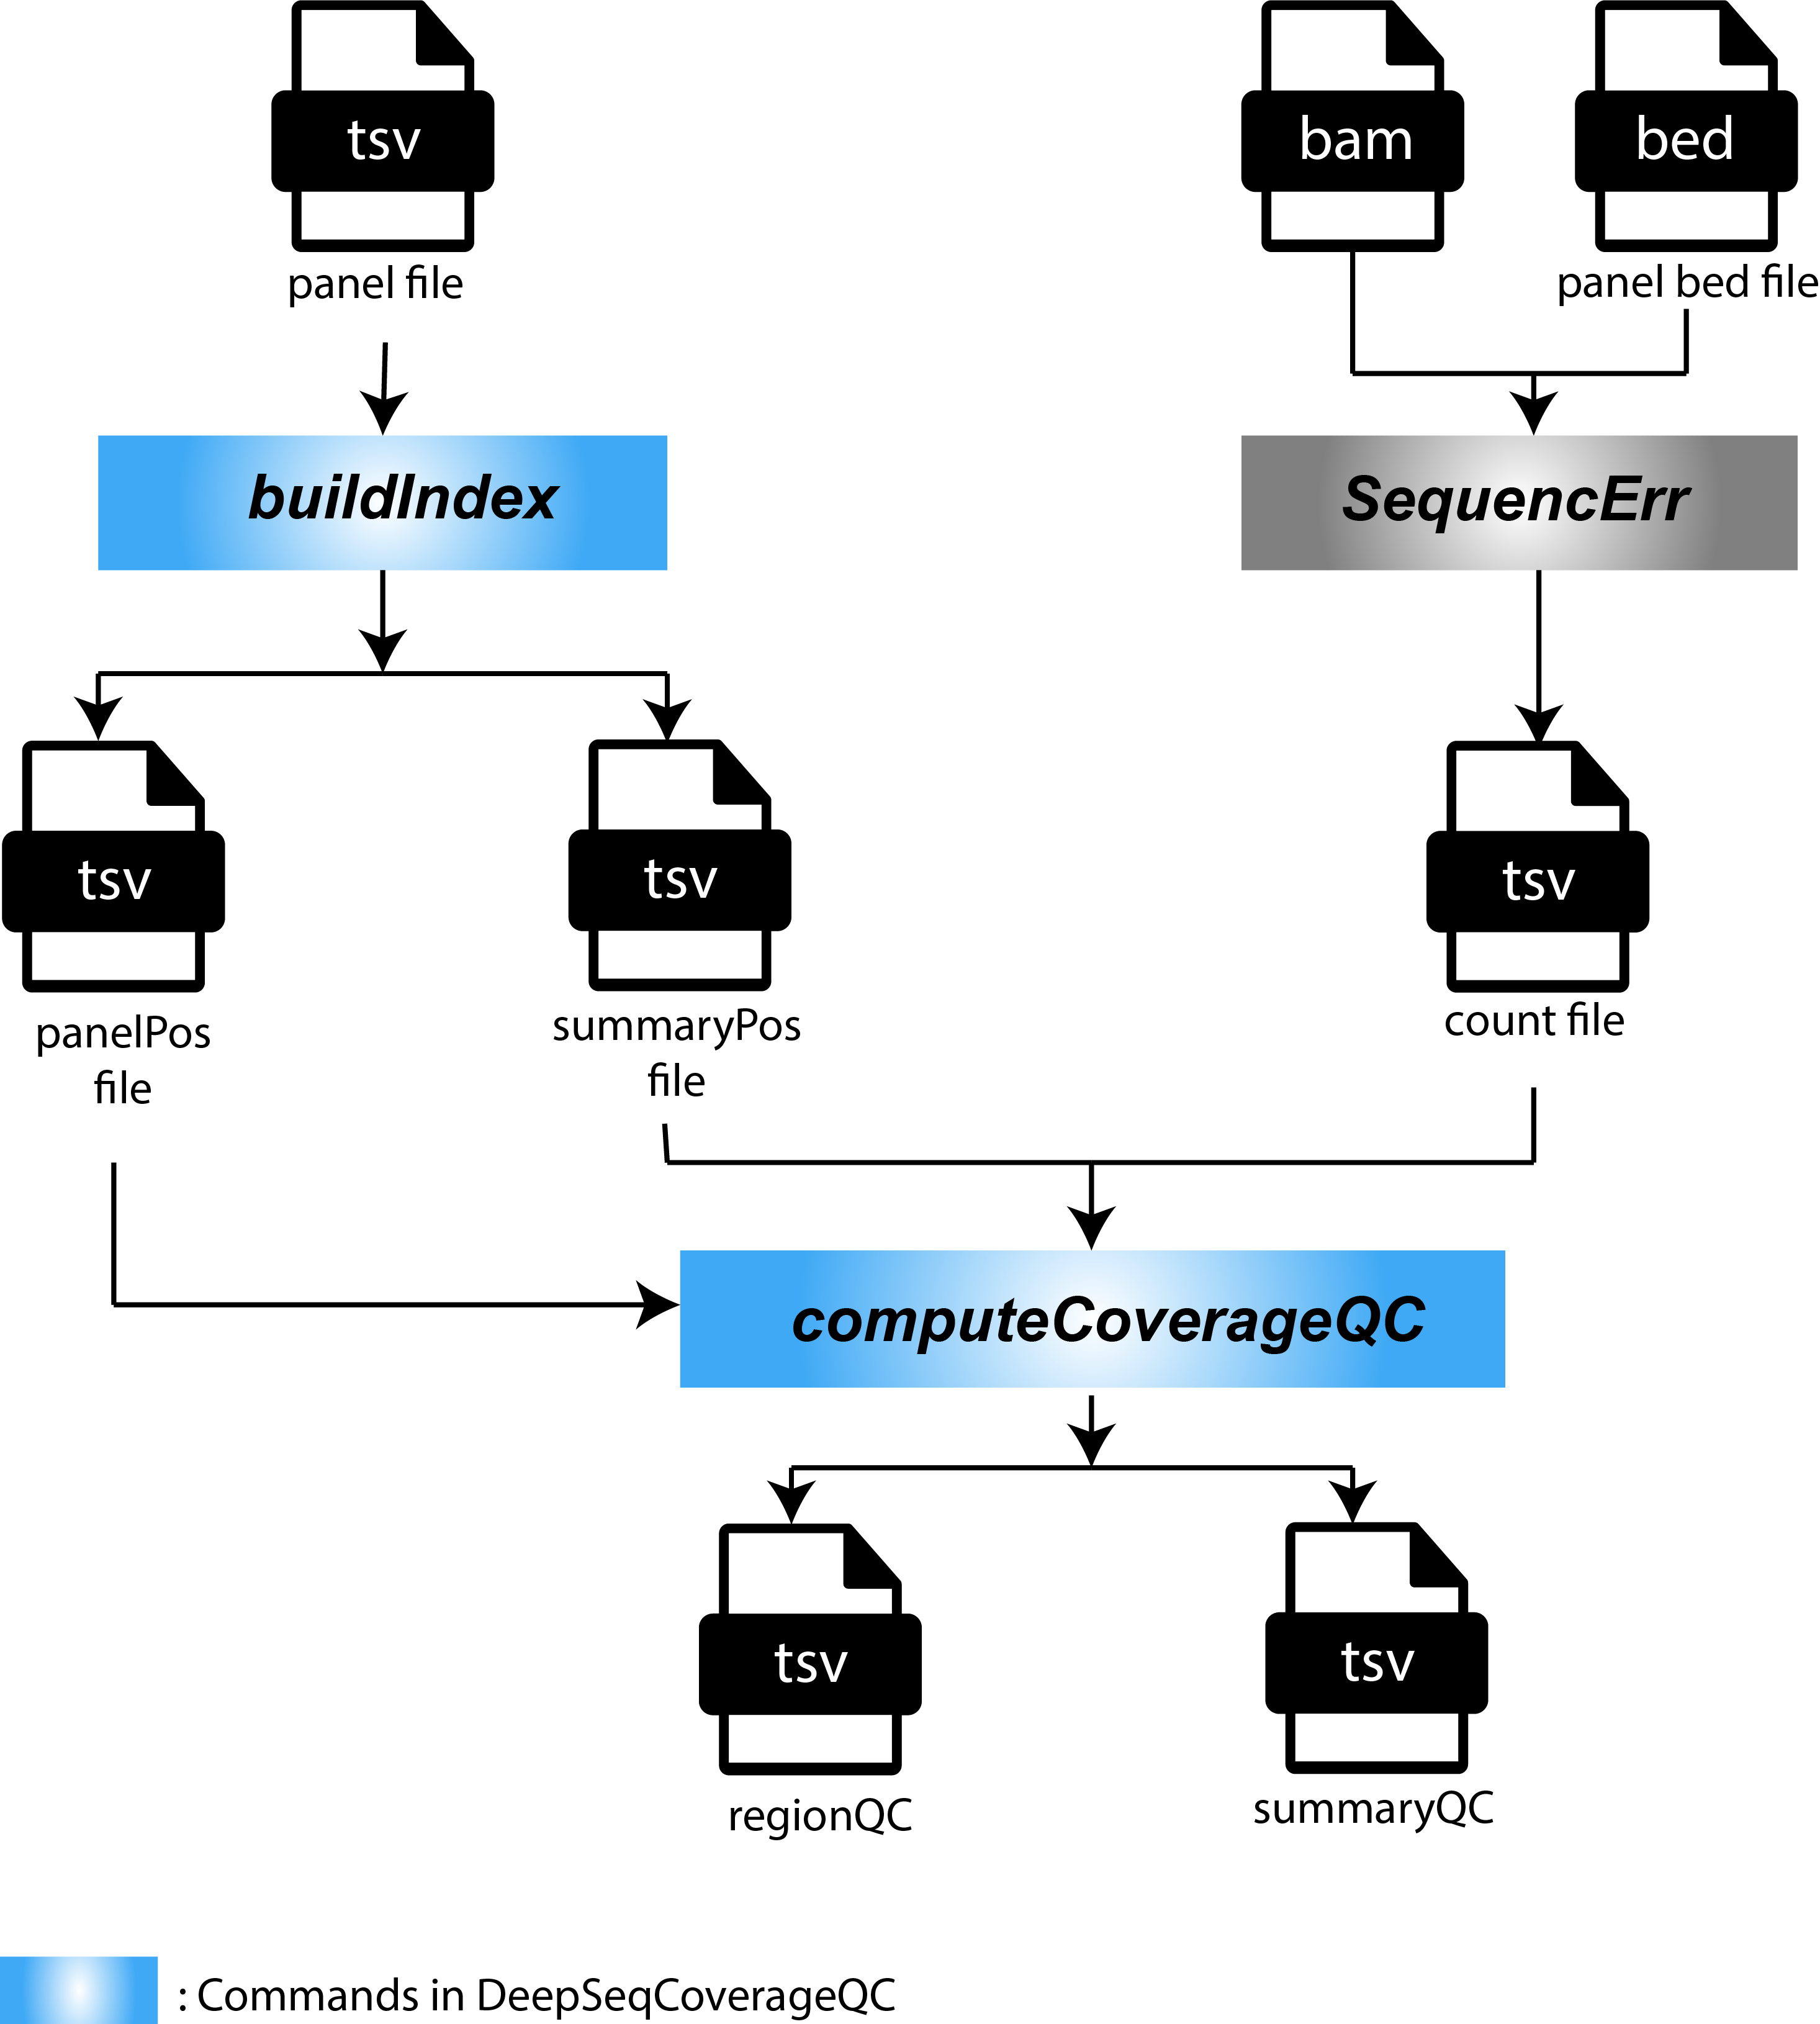 tsv
bam
bed
panel file
panel bed file
buildIndex
SequencErr
tsv
tsv
tsv
panelPos
file
summaryPos
file
count file
computeCoverageQC
tsv
tsv
regionQC
summaryQC
: Commands in DeepSeqCoverageQC